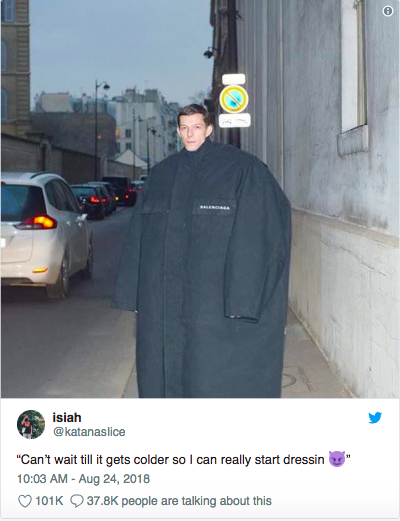 BALENCIAGA
isiah
@katanaslice
“Can’t wait till it gets colder so I can really start dressin 😈”
10:03 AM - Aug 24, 2018
101K 37.8K people are talking about this